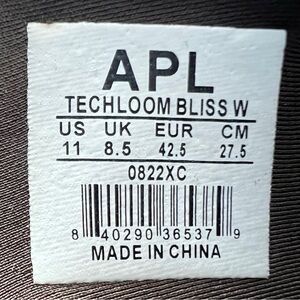 APL
TECHLOOM BLISS W
US UK EUR CM
11 8.5 42.5 27.5
0822XC
8 40290 36537 9
MADE IN CHINA